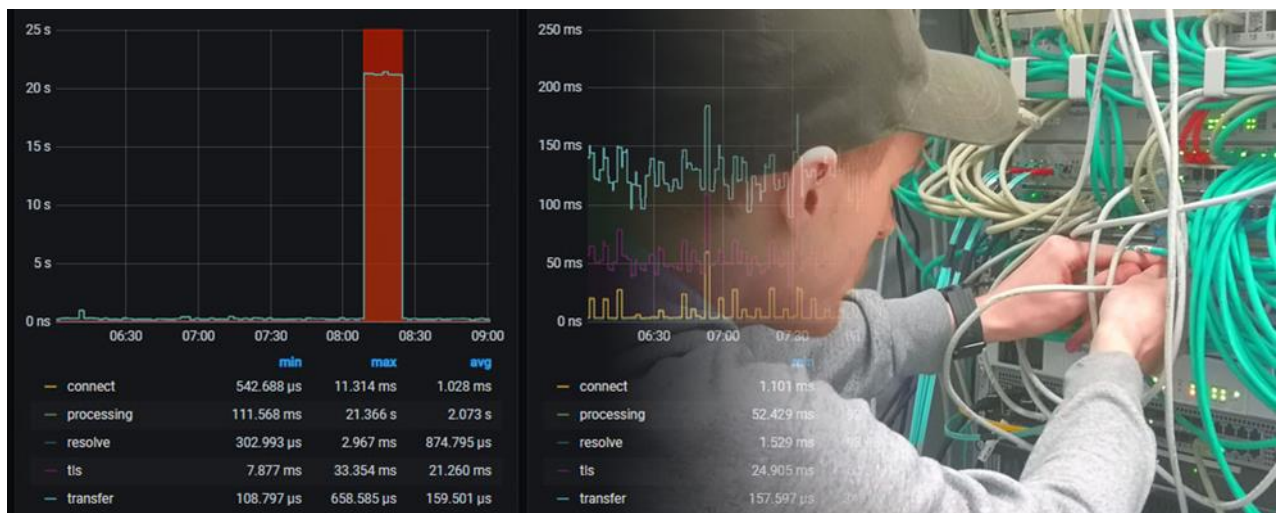 25 s
20 s
15 s
10 s
5 s
0 ns
06:30 07:00 07:30 08:00 08:30 09:00
min max avg
connect 542.688 µs 11.314 ms 1.028 ms
processing 111.568 ms 21.366 s 2.073 s
resolve 302.993 µs 2.967 ms 874.795 µs
tls 7.877 ms 33.354 ms 21.260 ms
transfer 108.797 µs 658.585 µs 159.501 µs
250 ms
200 ms
150 ms
100 ms
50 ms
0 ns
06:30 07:00 07:30
min
connect 1.101 ms
processing 52.429 ms
resolve 1.529 ms
tls 24.905 ms
transfer 157.597 µs